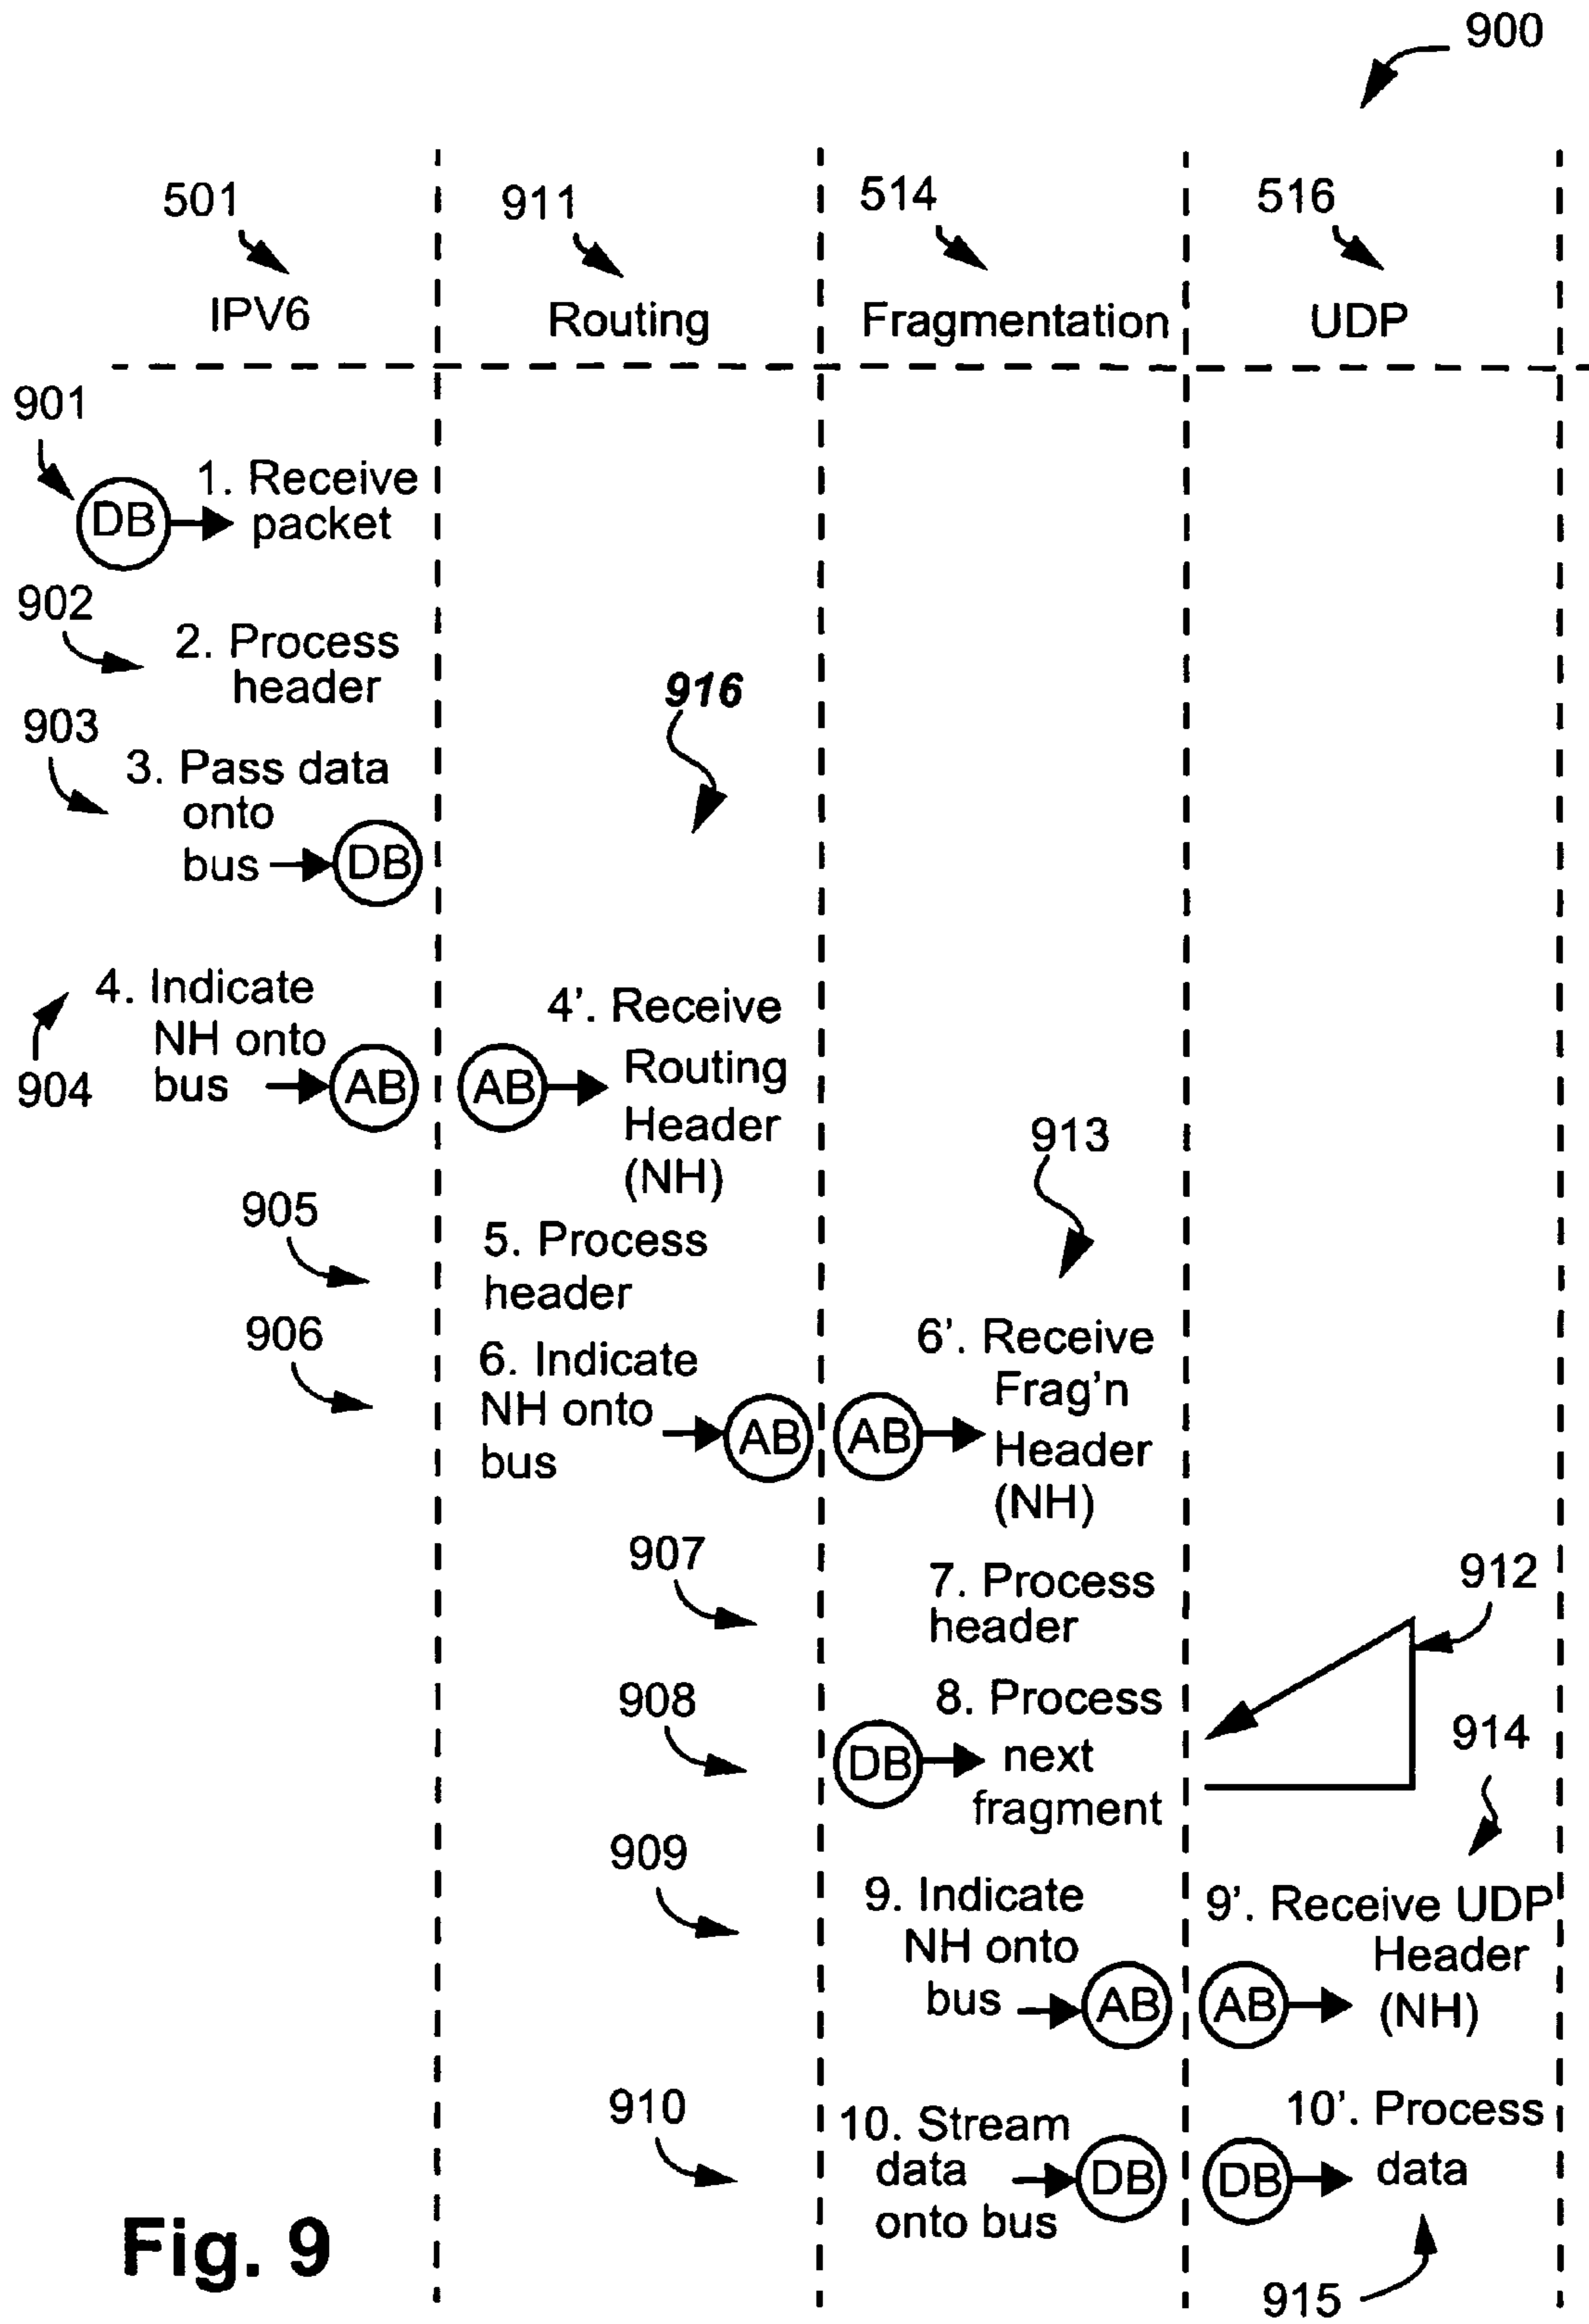 900
501
911
514
516
IPV6
Routing
Fragmentation
UDP
901
DB
1. Receive
packet
902
2. Process
header
916
903
3. Pass data
onto
bus
DB
4. Indicate
NH onto
bus
AB
904
AB
4'. Receive
Routing
Header
(NH)
913
905
5. Process
header
906
6. Indicate
NH onto
bus
AB
AB
6'. Receive
Frag'n
Header
(NH)
907
7. Process
header
912
908
DB
8. Process
next
fragment
914
909
9. Indicate
NH onto
bus
AB
AB
9'. Receive UDP
Header
(NH)
910
10. Stream
data
onto bus
DB
DB
10'. Process
data
915
Fig. 9